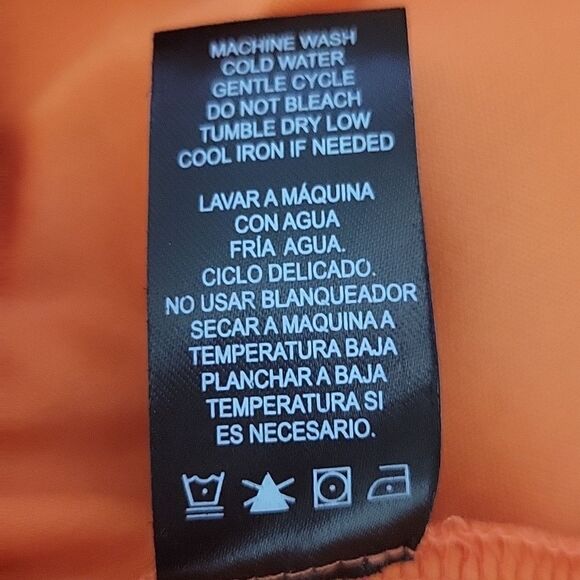 MACHINE WASH
COLD WATER
GENTLE CYCLE
DO NOT BLEACH
TUMBLE DRY LOW
COOL IRON IF NEEDED
LAVAR A MÁQUINA
CON AGUA
FRÍA AGUA.
CICLO DELICADO.
NO USAR BLANQUEADOR
SECAR A MAQUINA A
TEMPERATURA BAJA
PLANCHAR A BAJA
TEMPERATURA SI
ES NECESARIO.